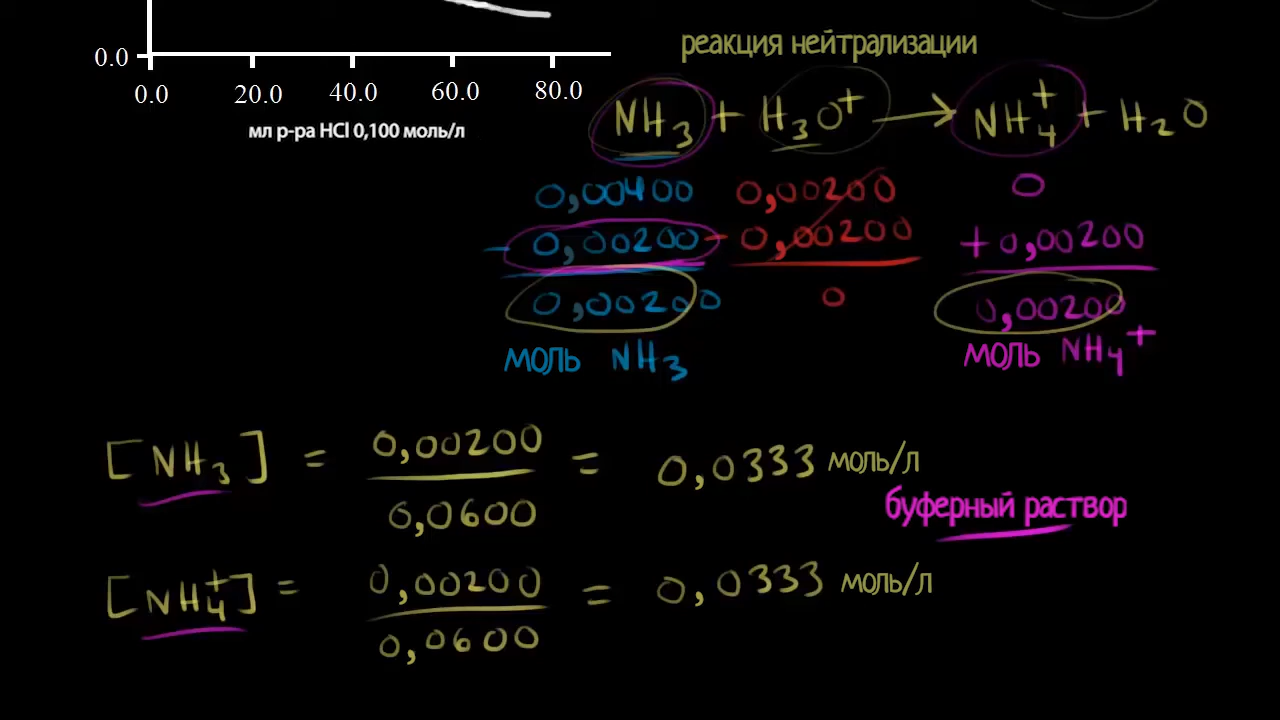 0.0
0.0 20.0 40.0 60.0 80.0
мл р-ра HCl 0,100 моль/л
реакция нейтрализации
NH₃ + H₃O⁺ → NH₄⁺ + H₂O
0,00400 0,00200 0
- 0,00200 - 0,00200 + 0,00200
0,00200 0 0,00200
моль NH₃ моль NH₄⁺
[NH₃] = 0,00200 / 0,0600 = 0,0333 моль/л
буферный раствор
[NH₄⁺] = 0,00200 / 0,0600 = 0,0333 моль/л